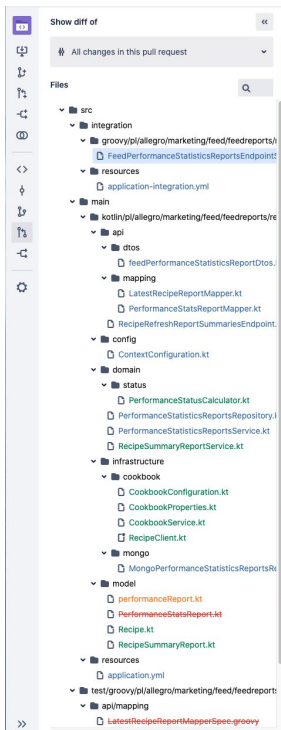 Show diff of
All changes in this pull request
Files
src
integration
groovy/pl/allegro/marketing/feed/feedreports/
FeedPerformanceStatisticsReportsEndpoint
resources
application-integration.yml
main
kotlin/pl/allegro/marketing/feed/feedreports/re
api
dtos
feedPerformanceStatisticsReportDtos.
mapping
LatestRecipeReportMapper.kt
PerformanceStatsReportMapper.kt
RecipeRefreshReportSummariesEndpoint.
config
ContextConfiguration.kt
domain
status
PerformanceStatusCalculator.kt
PerformanceStatisticsReportsRepository.
PerformanceStatisticsReportsService.kt
RecipeSummaryReportService.kt
infrastructure
cookbook
CookbookConfiguration.kt
CookbookProperties.kt
CookbookService.kt
RecipeClient.kt
mongo
MongoPerformanceStatisticsReportsRe
model
performanceReport.kt
PerformanceStatsReport.kt
Recipe.kt
RecipeSummaryReport.kt
resources
application.yml
test/groovy/pl/allegro/marketing/feed/feedreports
api/mapping
LatestRecipeReportMapperSpec.groovy